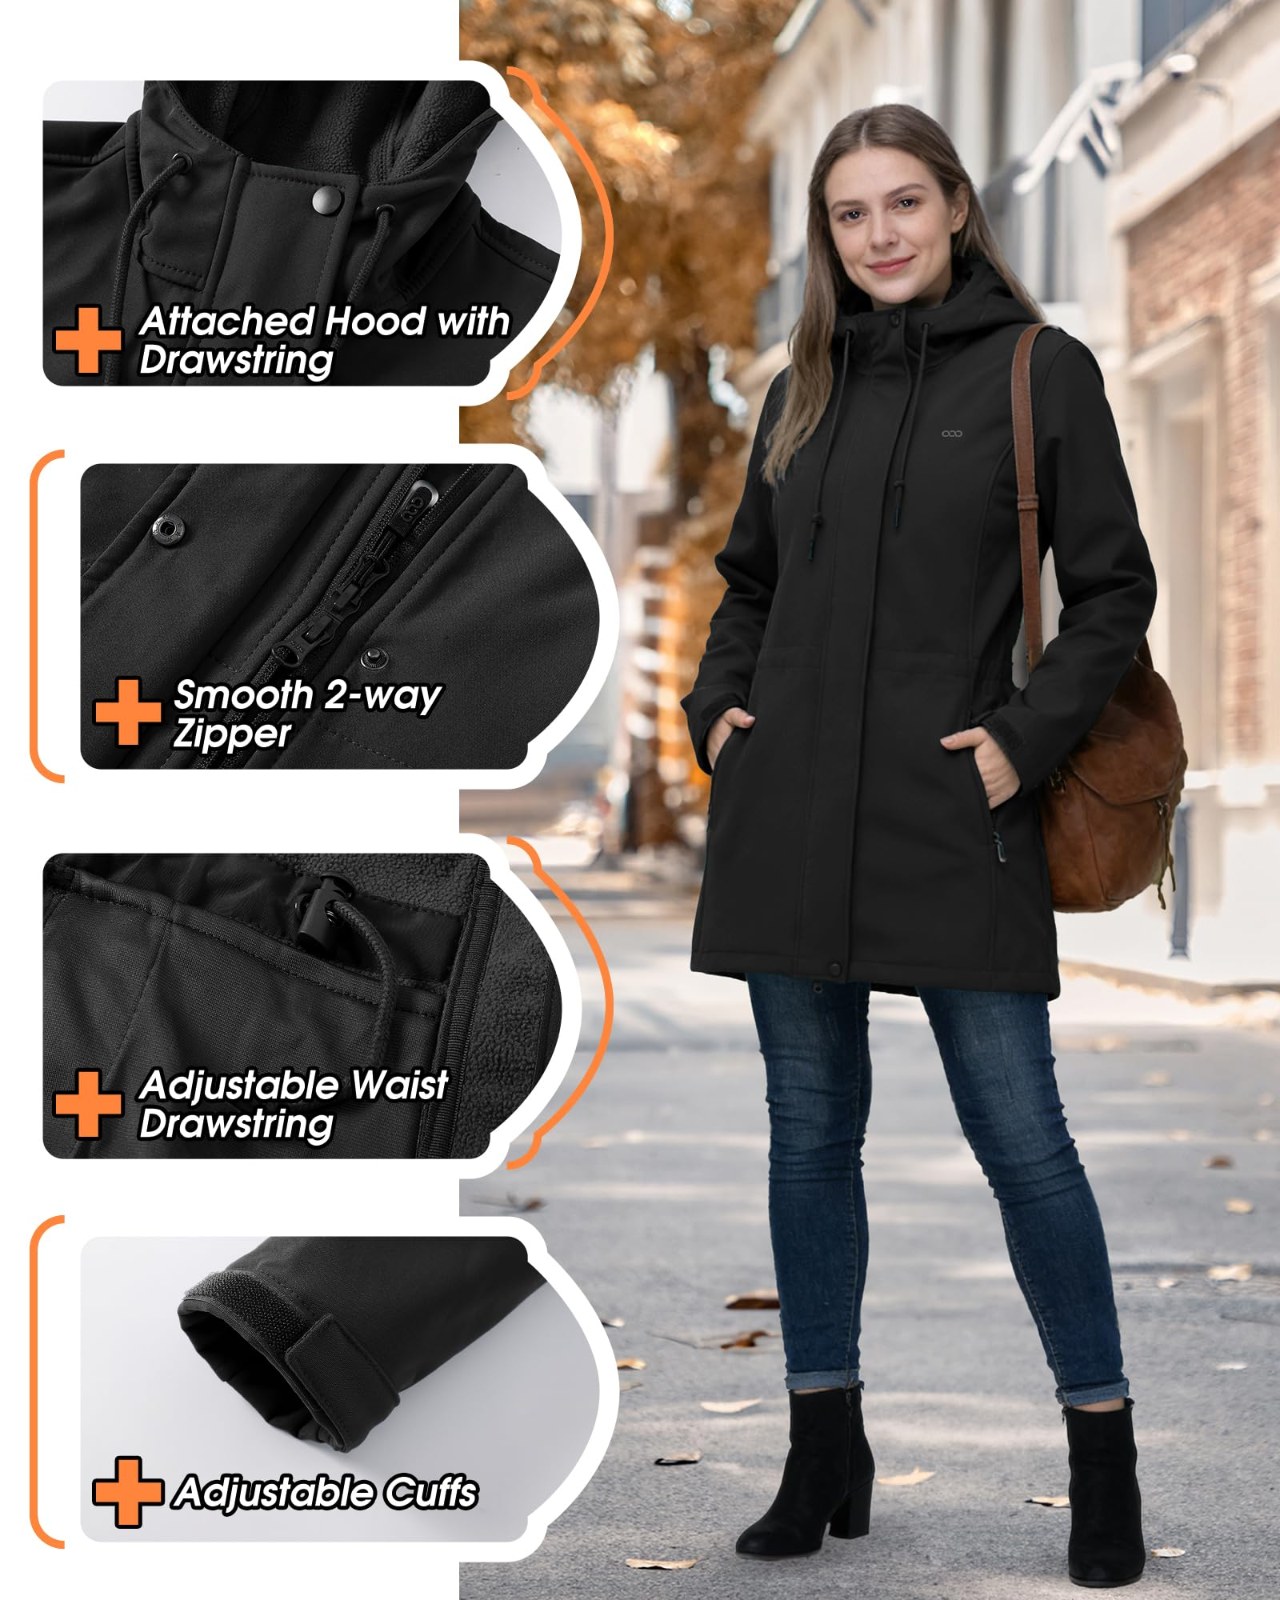 Attached Hood with
Drawstring
Smooth 2-way
Zipper
Adjustable Waist
Drawstring
Adjustable Cuffs